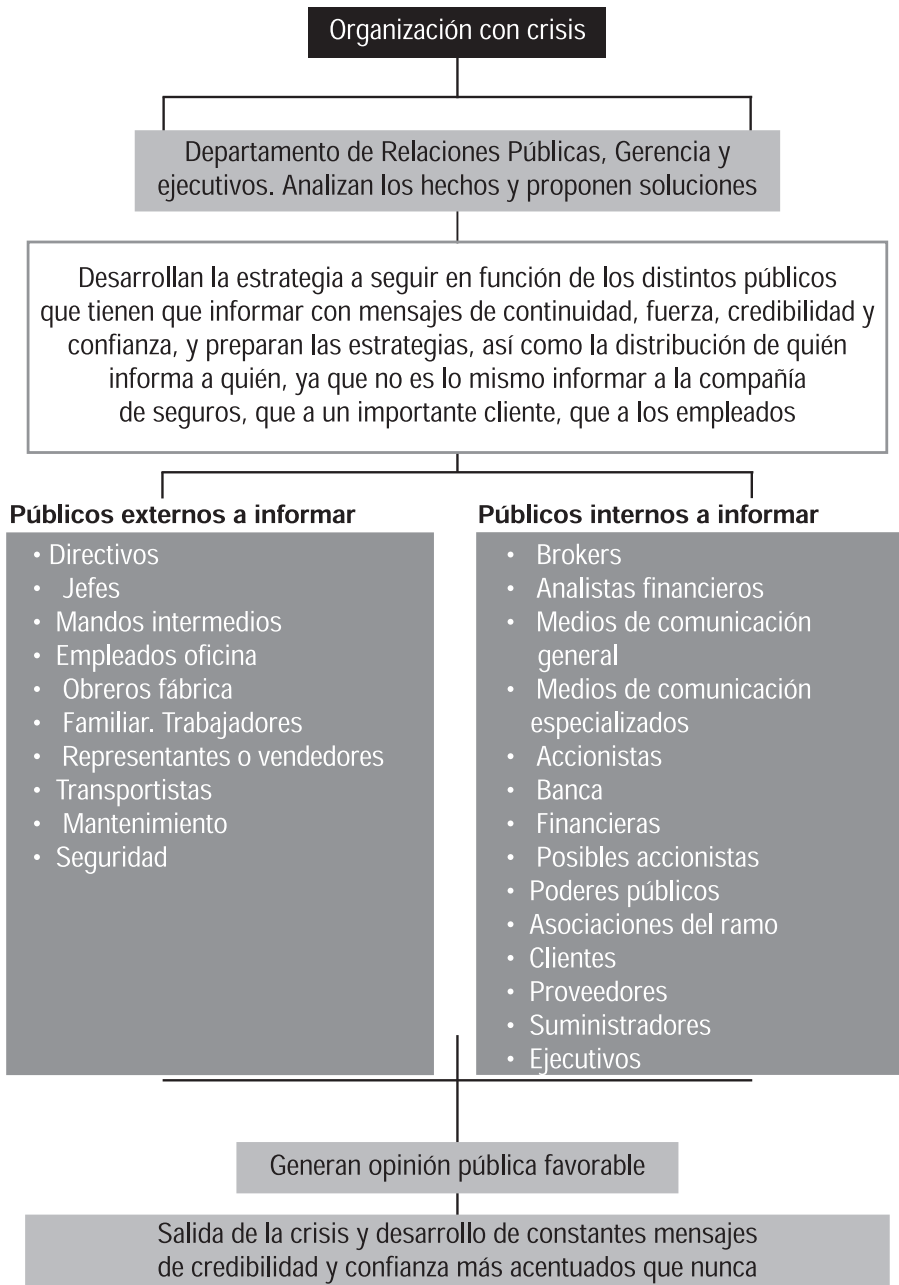 Organización con crisis
Departamento de Relaciones Públicas, Gerencia y
ejecutivos. Analizan los hechos y proponen soluciones
Desarrollan la estrategia a seguir en función de los distintos públicos
que tienen que informar con mensajes de continuidad, fuerza, credibilidad y
confianza, y preparan las estrategias, así como la distribución de quién
informa a quién, ya que no es lo mismo informar a la compañía
de seguros, que a un importante cliente, que a los empleados
Públicos externos a informar
• Directivos
• Jefes
• Mandos intermedios
• Empleados oficina
• Obreros fábrica
• Familiar. Trabajadores
• Representantes o vendedores
• Transportistas
• Mantenimiento
• Seguridad
Públicos internos a informar
• Brokers
• Analistas financieros
• Medios de comunicación
general
• Medios de comunicación
especializados
• Accionistas
• Banca
• Financieras
• Posibles accionistas
• Poderes públicos
• Asociaciones del ramo
• Clientes
• Proveedores
• Suministradores
• Ejecutivos
Generan opinión pública favorable
Salida de la crisis y desarrollo de constantes mensajes
de credibilidad y confianza más acentuados que nunca